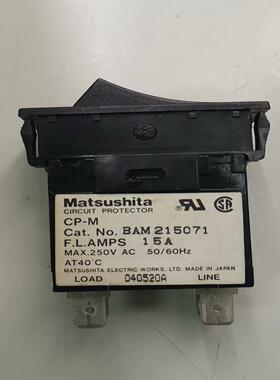 Matsushita
CIRCUIT PROTECTOR
CP-M
Cat. No. BAM215071
F.L.AMPS 15A
MAX.250V AC 50/60Hz
AT40°C
MATSUSHITA ELECTRIC WORKS, LTD. MADE IN JAPAN
LOAD 040520A LINE